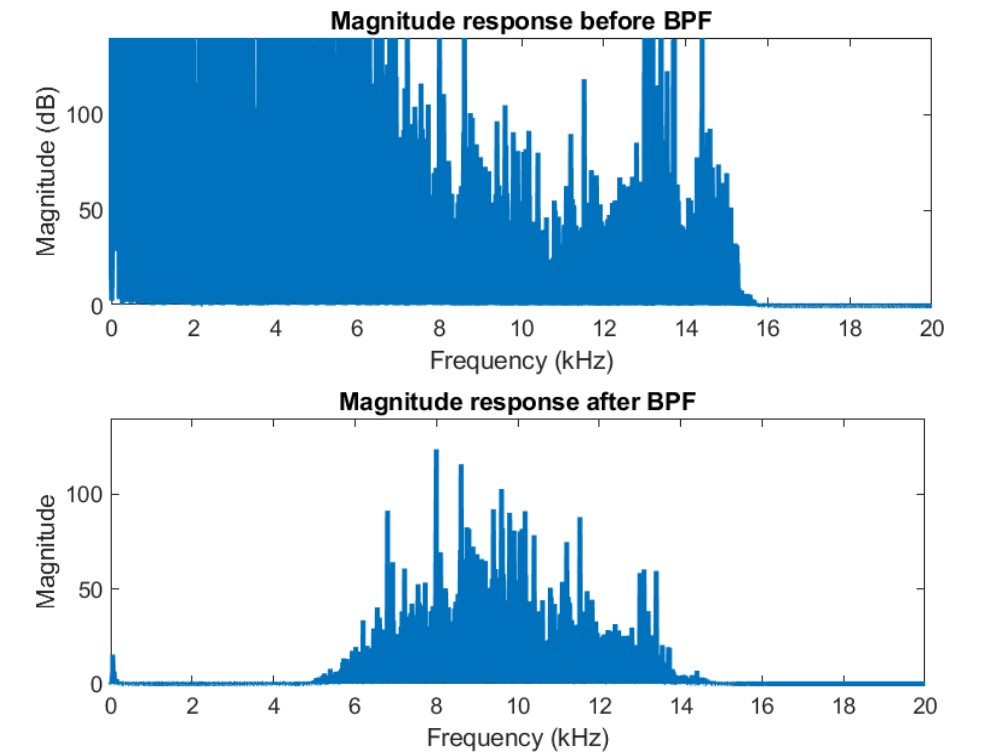 Magnitude response before BPF
Magnitude (dB)
100
50
0
0 2 4 6 8 10 12 14 16 18 20
Frequency (kHz)
Magnitude response after BPF
Magnitude
100
50
0
0 2 4 6 8 10 12 14 16 18 20
Frequency (kHz)